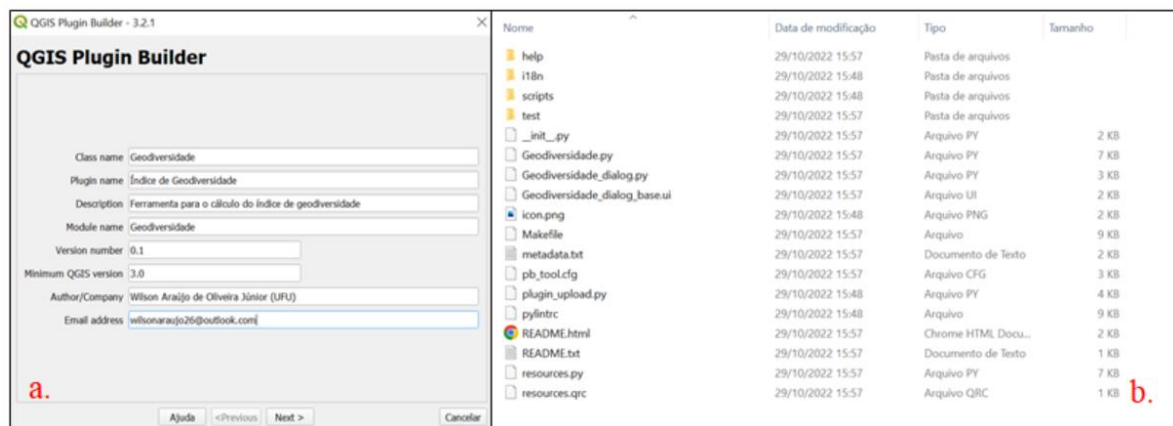 QGIS Plugin Builder - 3.2.1
QGIS Plugin Builder
Class name Geodiversidade
Plugin name Índice de Geodiversidade
Description Ferramenta para o cálculo do índice de geodiversidade
Module name Geodiversidade
Version number 0.1
Minimum QGIS version 3.0
Author/Company Wilson Araújo de Oliveira Júnior (UFU)
Email address wilsonaraujo26@outlook.com
a.
Ajuda <Previous Next > Cancelar
Nome Data de modificação Tipo Tamanho
help 29/10/2022 15:57 Pasta de arquivos
i18n 29/10/2022 15:48 Pasta de arquivos
scripts 29/10/2022 15:48 Pasta de arquivos
test 29/10/2022 15:57 Pasta de arquivos
__init__.py 29/10/2022 15:57 Arquivo PY 2 KB
Geodiversidade.py 29/10/2022 15:57 Arquivo PY 7 KB
Geodiversidade_dialog.py 29/10/2022 15:57 Arquivo PY 3 KB
Geodiversidade_dialog_base.ui 29/10/2022 15:57 Arquivo UI 2 KB
icon.png 29/10/2022 15:48 Arquivo PNG 2 KB
Makefile 29/10/2022 15:57 Arquivo 9 KB
metadata.txt 29/10/2022 15:57 Documento de Texto 2 KB
pb_tool.cfg 29/10/2022 15:57 Arquivo CFG 3 KB
plugin_upload.py 29/10/2022 15:48 Arquivo PY 4 KB
pylintrc 29/10/2022 15:48 Arquivo 9 KB
README.html 29/10/2022 15:57 Chrome HTML Docu... 2 KB
README.txt 29/10/2022 15:57 Documento de Texto 1 KB
resources.py 29/10/2022 15:57 Arquivo PY 7 KB
resources.qrc 29/10/2022 15:57 Arquivo QRC 1 KB
b.